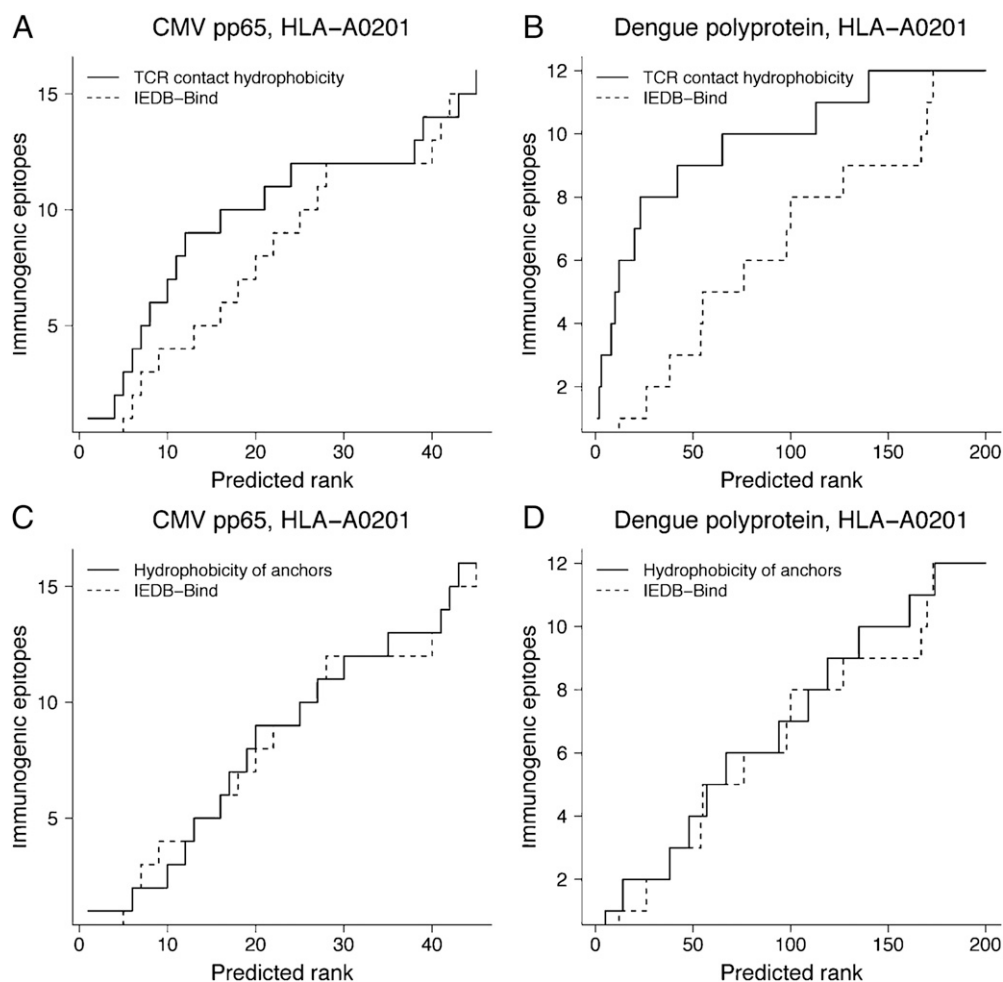 A
CMV pp65, HLA−A0201
TCR contact hydrophobicity
IEDB−Bind
Immunogenic epitopes
15
10
5
0 10 20 30 40
Predicted rank
B
Dengue polyprotein, HLA−A0201
TCR contact hydrophobicity
IEDB−Bind
Immunogenic epitopes
12
10
8
6
4
2
0 50 100 150 200
Predicted rank
C
CMV pp65, HLA−A0201
Hydrophobicity of anchors
IEDB−Bind
Immunogenic epitopes
15
10
5
0 10 20 30 40
Predicted rank
D
Dengue polyprotein, HLA−A0201
Hydrophobicity of anchors
IEDB−Bind
Immunogenic epitopes
12
10
8
6
4
2
0 50 100 150 200
Predicted rank